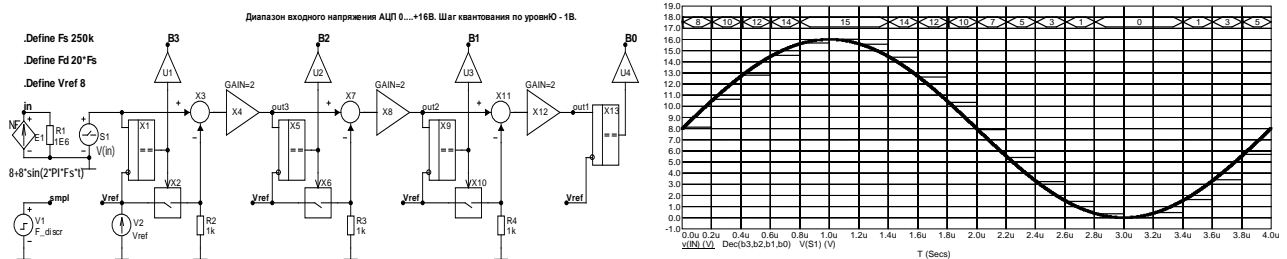 Диапазон входного напряжения АЦП 0....+16В. Шаг квантования по уровнЮ - 1В.
.Define Fs 250k
.Define Fd 20*Fs
.Define Vref 8
B3 B2 B1 B0
U1 U2 U3 U4
GAIN=2 GAIN=2 GAIN=2
in X3 X4 out3 X7 X8 out2 X11 X12 out1 X13
NF E1 R1 1E6 S1 V(in) X1 X5 X9
== == == ==
8+8*sin(2*PI*Fs*t)
VX2 VX6 VX10
smpl Vref Vref Vref Vref
V1 F_discr V2 Vref R2 1k R3 1k R4 1k
19.0
18.0
17.0
16.0
15.0
14.0
13.0
12.0
11.0
10.0
9.0
8.0
7.0
6.0
5.0
4.0
3.0
2.0
1.0
0.0
-1.0
8 10 12 14 15 14 12 10 7 5 3 1 0 1 3 5
0.0u 0.2u 0.4u 0.6u 0.8u 1.0u 1.2u 1.4u 1.6u 1.8u 2.0u 2.2u 2.4u 2.6u 2.8u 3.0u 3.2u 3.4u 3.6u 3.8u 4.0u
v(IN) (V) Dec(b3,b2,b1,b0) V(S1) (V)
T (Secs)